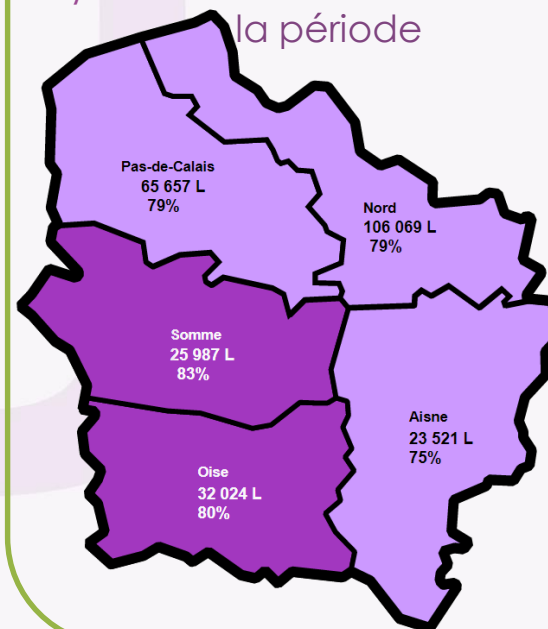 la période
Pas-de-Calais
65 657 L
79%
Nord
106 069 L
79%
Somme
25 987 L
83%
Aisne
23 521 L
75%
Oise
32 024 L
80%